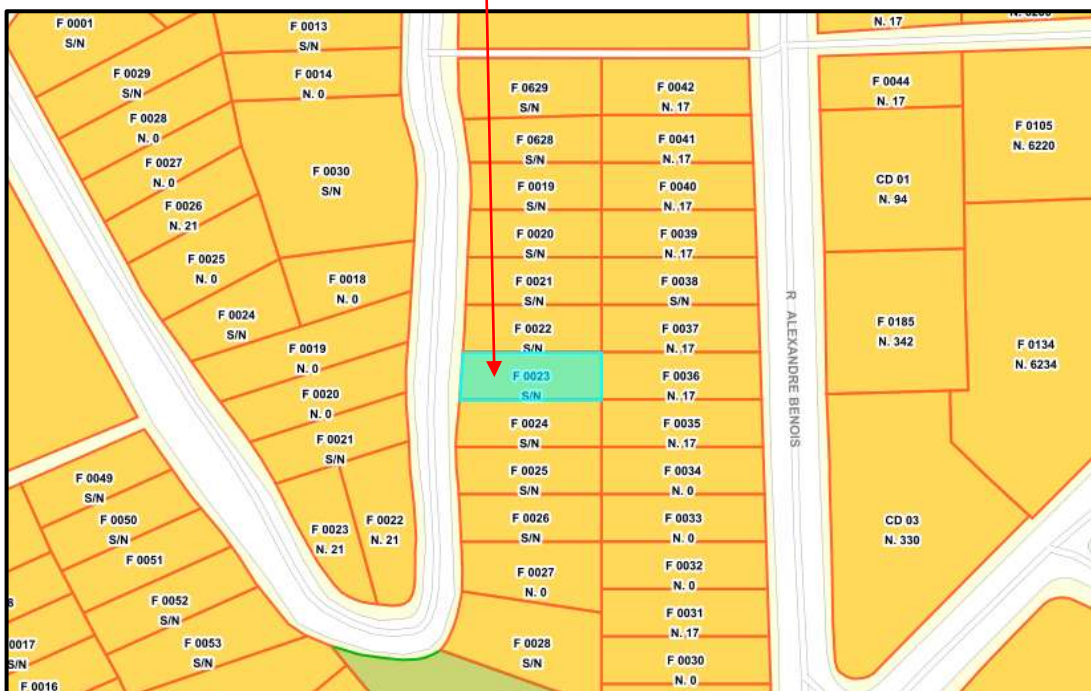 F 0001
S/N
F 0029
S/N
F 0028
N. 0
F 0027
N. 0
F 0026
N. 21
F 0025
N. 0
F 0024
S/N
F 0013
S/N
F 0014
N. 0
F 0030
S/N
F 0018
N. 0
F 0019
N. 0
F 0020
N. 0
F 0021
S/N
F 0023
N. 21
F 0022
N. 21
F 0049
S/N
F 0050
S/N
F 0051
F 0052
S/N
F 0053
S/N
0017
S/N
F 0016
F 0629
S/N
F 0628
S/N
F 0019
S/N
F 0020
S/N
F 0021
S/N
F 0022
S/N
F 0023
S/N
F 0024
S/N
F 0025
S/N
F 0026
S/N
F 0027
N. 0
F 0028
S/N
F 0042
N. 17
F 0041
N. 17
F 0040
N. 17
F 0039
N. 17
F 0038
S/N
F 0037
N. 17
F 0036
N. 17
F 0035
N. 17
F 0034
N. 0
F 0033
N. 0
F 0032
N. 0
F 0031
N. 17
F 0030
N. 0
R ALEXANDRE BENOIS
N. 17
F 0044
N. 17
CD 01
N. 94
F 0185
N. 342
CD 03
N. 330
F 0105
N. 6220
F 0134
N. 6234